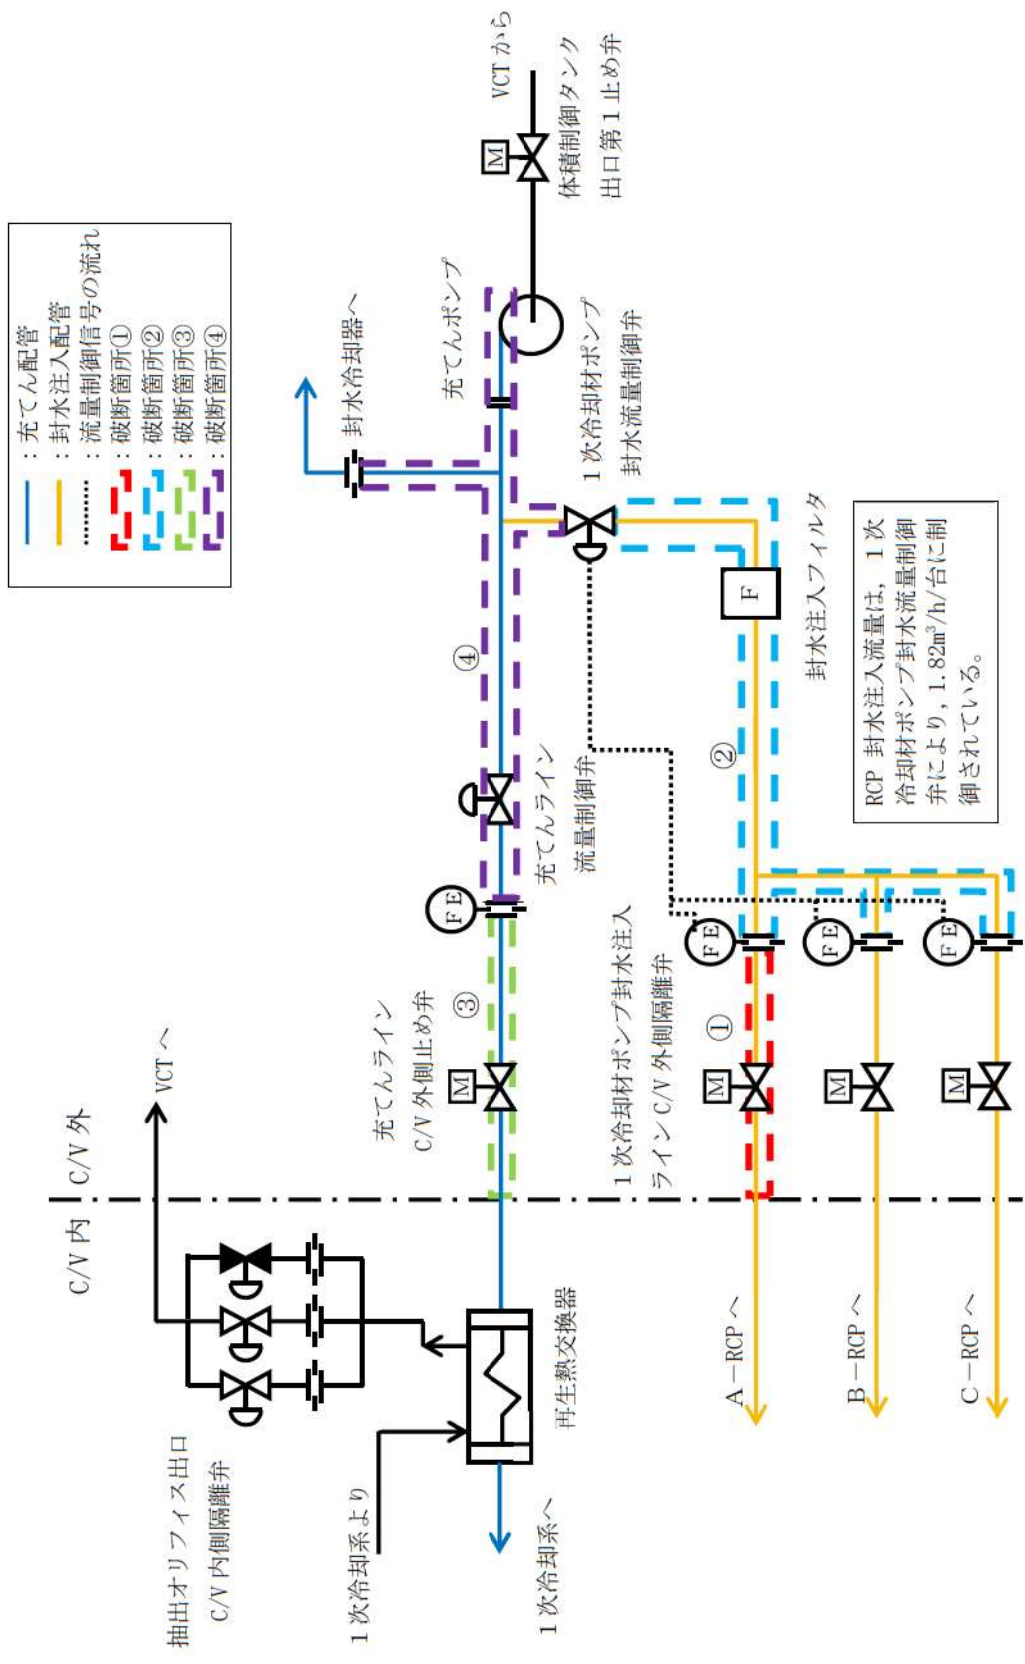 C/V内
C/V外
抽出オリフィス出口
C/V内側隔離弁
VCTへ
1次冷却系より
1次冷却系へ
再生熱交換器
充てんライン
C/V外側止め弁
③
FE
M
充てんライン
流量制御弁
④
封水冷却器へ
充てんポンプ
M
VCTから
体積制御タンク
出口第1止め弁
1次冷却材ポンプ
封水流量制御弁
1次冷却材ポンプ封水注入
ラインC/V外側隔離弁
①
M
FE
②
F
封水注入フィルタ
M
FE
M
FE
A-RCPへ
B-RCPへ
C-RCPへ
:充てん配管
:封水注入配管
:流量制御信号の流れ
:破断箇所①
:破断箇所②
:破断箇所③
:破断箇所④
RCP 封水注入流量は，1次
冷却材ポンプ封水流量制御
弁により，1.82m³/h/台に制
御されている。